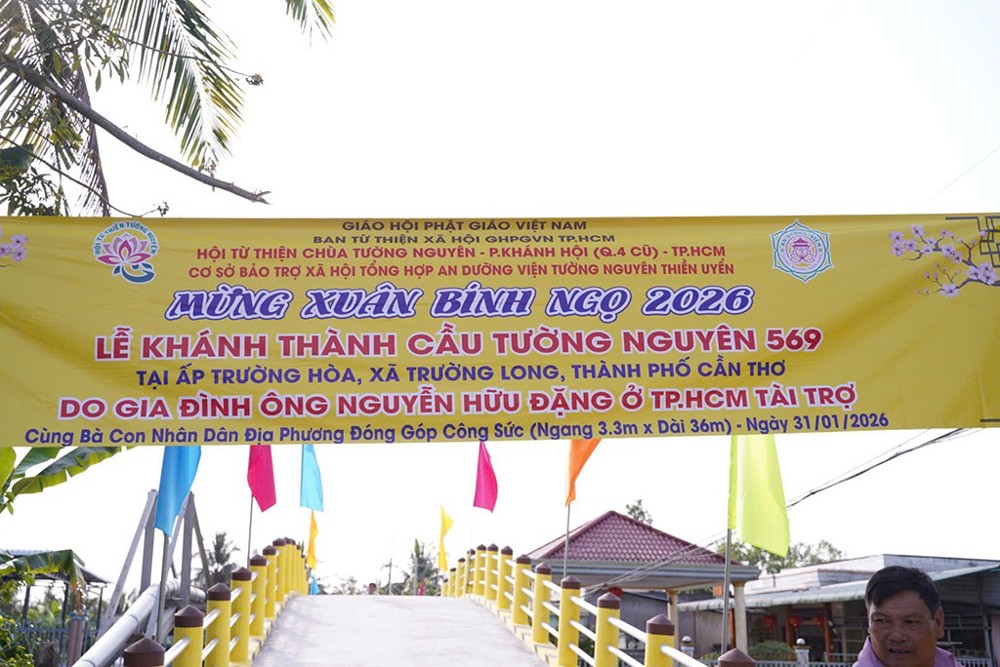 GIÁO HỘI PHẬT GIÁO VIỆT NAM
BAN TỪ THIỆN XÃ HỘI GHPGVN TP.HCM
HỘI TỪ THIỆN CHÙA TƯỜNG NGUYÊN - P.KHÁNH HỘI (Q.4 CŨ) - TP.HCM
CƠ SỞ BẢO TRỢ XÃ HỘI TỔNG HỢP AN DƯỠNG VIỆN TƯỜNG NGUYÊN THIỀN UYỂN
HỘI TỪ THIỆN TƯỜNG NGUYÊN
MỪNG XUÂN BÍNH NGỌ 2026
LỄ KHÁNH THÀNH CẦU TƯỜNG NGUYÊN 569
TẠI ẤP TRƯỜNG HÒA, XÃ TRƯỜNG LONG, THÀNH PHỐ CẦN THƠ
DO GIA ĐÌNH ÔNG NGUYỄN HỮU ĐẶNG Ở TP.HCM TÀI TRỢ
Cùng Bà Con Nhân Dân Địa Phương Đóng Góp Công Sức (Ngang 3.3m x Dài 36m) - Ngày 31/01/2026